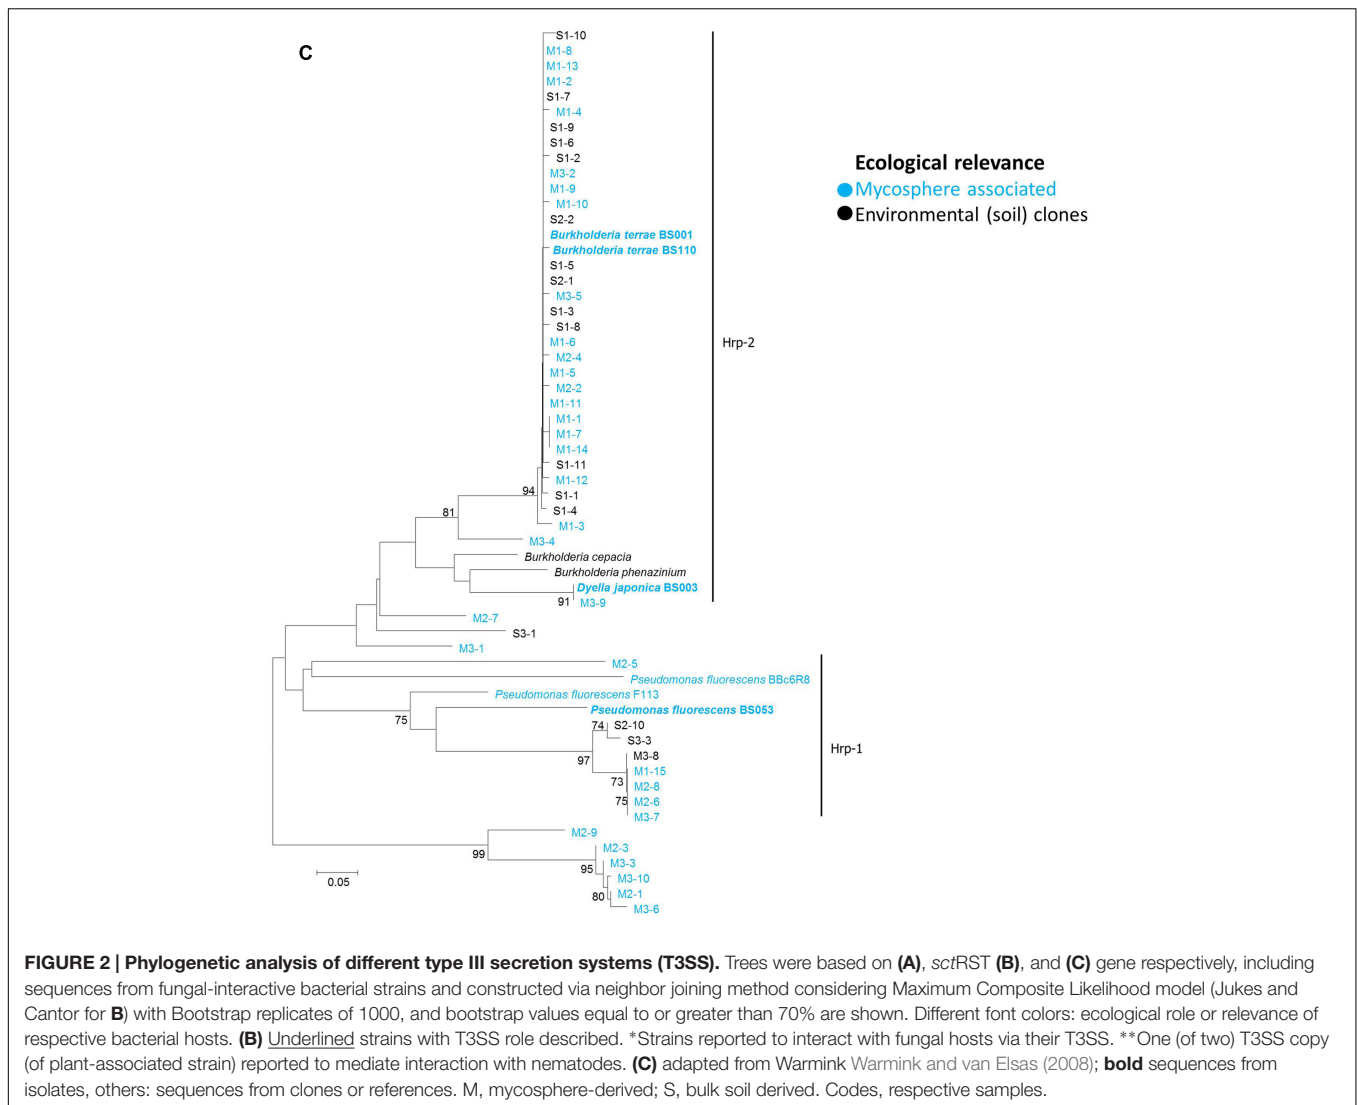 C
S1-10
M1-8
M1-13
M1-2
S1-7
M1-4
S1-9
S1-6
S1-2
M3-2
M1-9
M1-10
S2-2
Burkholderia terrae BS001
Burkholderia terrae BS110
S1-5
S2-1
M3-5
S1-3
S1-8
M1-6
M2-4
M1-5
M2-2
M1-11
M1-1
M1-7
M1-14
S1-11
M1-12
94
S1-1
81
S1-4
M1-3
M3-4
Burkholderia cepacia
Burkholderia phenazinium
Dyella japonica BS003
91
M3-9
M2-7
S3-1
M3-1
Hrp-2
Ecological relevance
Mycosphere associated
Environmental (soil) clones
M2-5
Pseudomonas fluorescens BBc6R8
Pseudomonas fluorescens F113
75
Pseudomonas fluorescens BS053
74
S2-10
S3-3
97
M3-8
M1-15
73
M2-8
75
M2-6
M3-7
Hrp-1
M2-9
99
M2-3
95
M3-3
M3-10
80
M2-1
M3-6
0.05
FIGURE 2 | Phylogenetic analysis of different type III secretion systems (T3SS). Trees were based on (A), sctRST (B), and (C) gene respectively, including
sequences from fungal-interactive bacterial strains and constructed via neighbor joining method considering Maximum Composite Likelihood model (Jukes and
Cantor for B) with Bootstrap replicates of 1000, and bootstrap values equal to or greater than 70% are shown. Different font colors: ecological role or relevance of
respective bacterial hosts. (B) Underlined strains with T3SS role described. *Strains reported to interact with fungal hosts via their T3SS. **One (of two) T3SS copy
(of plant-associated strain) reported to mediate interaction with nematodes. (C) adapted from Warmink Warmink and van Elsas (2008); bold sequences from
isolates, others: sequences from clones or references. M, mycosphere-derived; S, bulk soil derived. Codes, respective samples.